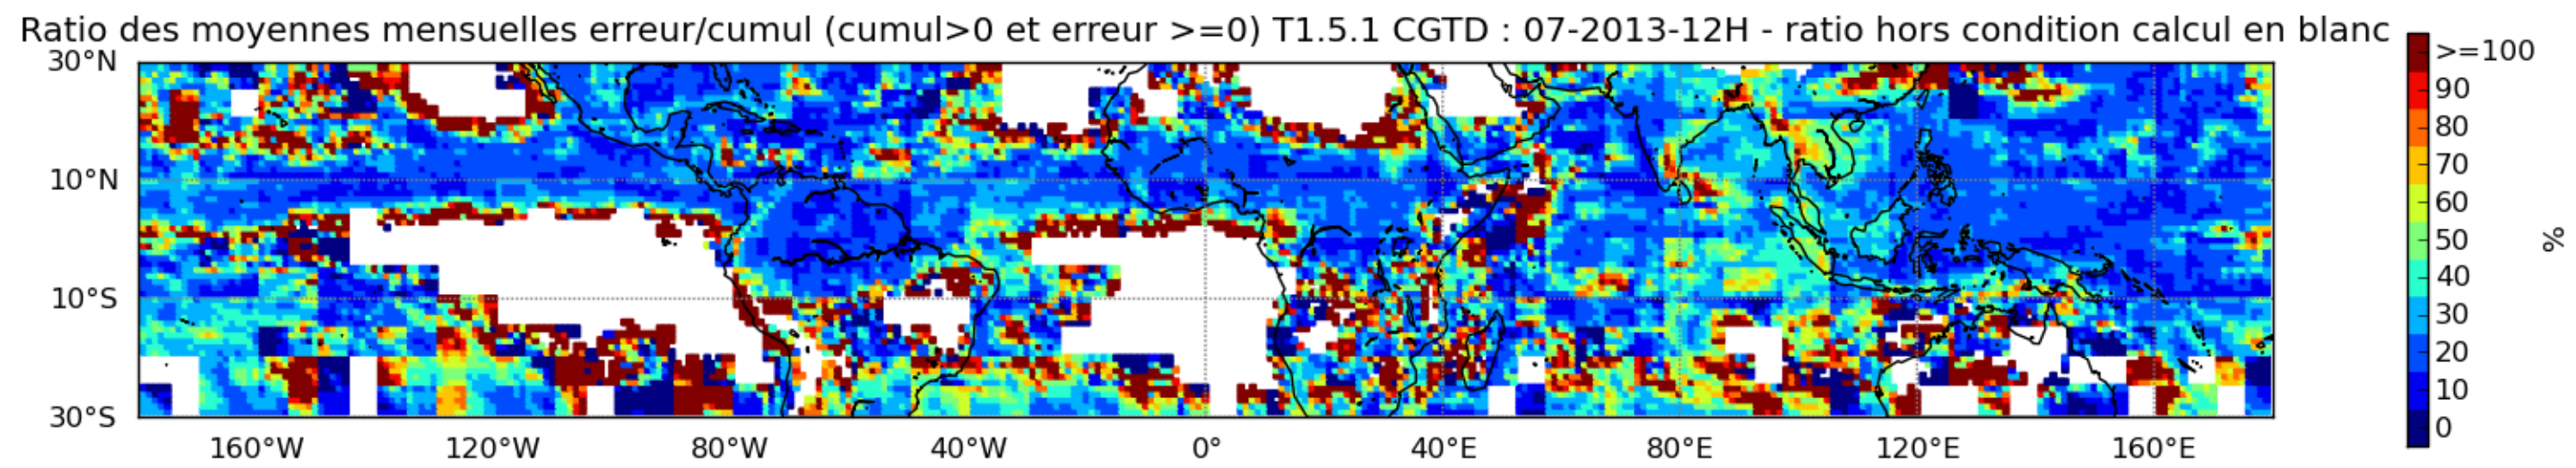 Ratio des moyennes mensuelles erreur/cumul (cumul>0 et erreur >=0) T1.5.1 CGTD : 07-2013-12H - ratio hors condition calcul en blanc
30°N
10°N
10°S
30°S
160°W 120°W 80°W 40°W 0° 40°E 80°E 120°E 160°E
>=100
90
80
70
60
50
40
30
20
10
0
%